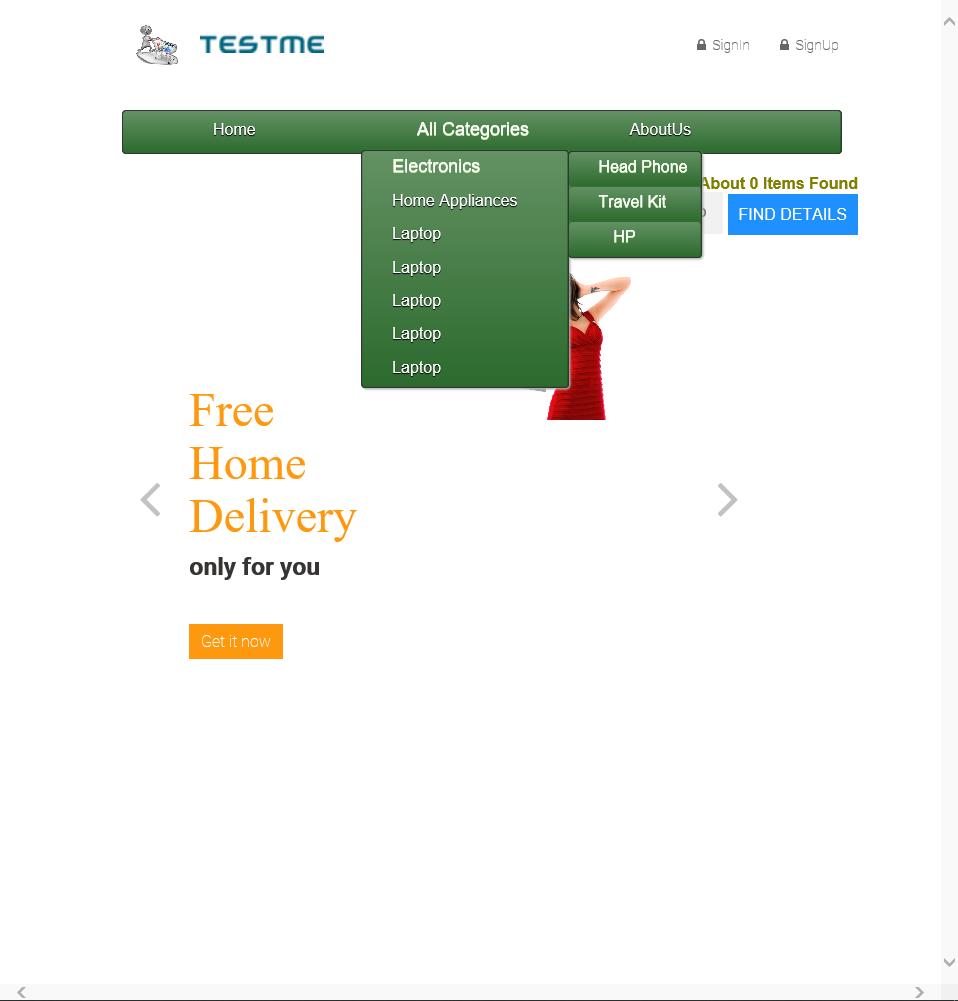 TESTME
SignIn
SignUp
Home
All Categories
AboutUs
Electronics
Home Appliances
Laptop
Laptop
Laptop
Laptop
Laptop
Head Phone
Travel Kit
HP
About 0 Items Found
FIND DETAILS
Free
Home
Delivery
only for you
Get it now